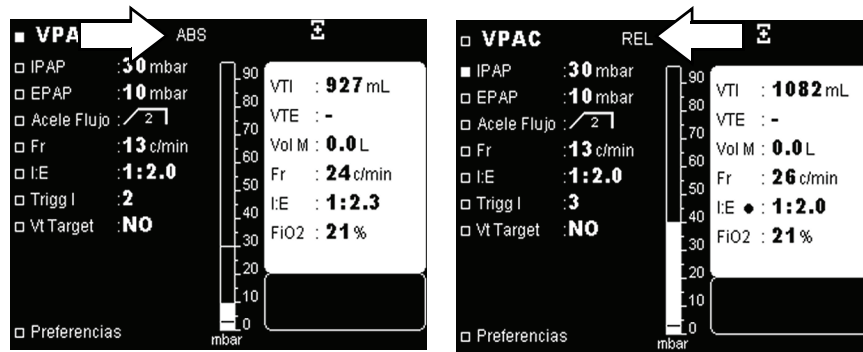 VPA ABS
IPAP :30 mbar
EPAP :10 mbar
Acele Flujo : 2
Fr :13 c/min
I:E :1:2.0
Trigg I :2
Vt Target :NO
Preferencias
90
80
70
60
50
40
30
20
10
0
mbar
VTI : 927 mL
VTE : -
Vol M : 0.0 L
Fr : 24 c/min
I:E : 1:2.3
FiO2 : 21 %
VPAC REL
IPAP :30 mbar
EPAP :10 mbar
Acele Flujo : 2
Fr :13 c/min
I:E :1:2.0
Trigg I :3
Vt Target :NO
Preferencias
90
80
70
60
50
40
30
20
10
0
mbar
VTI : 1082 mL
VTE : -
Vol M : 0.0 L
Fr : 26 c/min
I:E ● : 1:2.0
FiO2 : 21 %